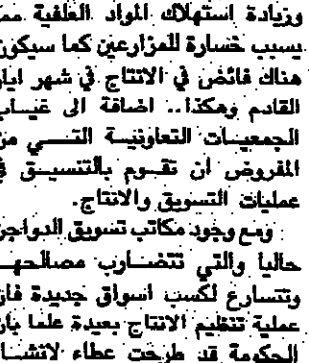 وزيادة استهلاك المواد العلفية مما
يسبب خسارة للمزارعين كما سيكون
هناك فائض في الانتاج في شهر ايار
القادم وهكذا.. اضافة الى غياب
الجمعيات التعاونية التي من
المفروض ان تقوم بالتنسيق في
عمليات التسويق والانتاج.
ومع وجود مكاتب تسويق الدواجن
حاليا والتي تتضارب مصالحها
وتتسارع لكسب اسواق جديدة فان
عملية تنظيم الانتاج بعيدة علما بان
الحكومة قد طرحت عطاء لانشاء